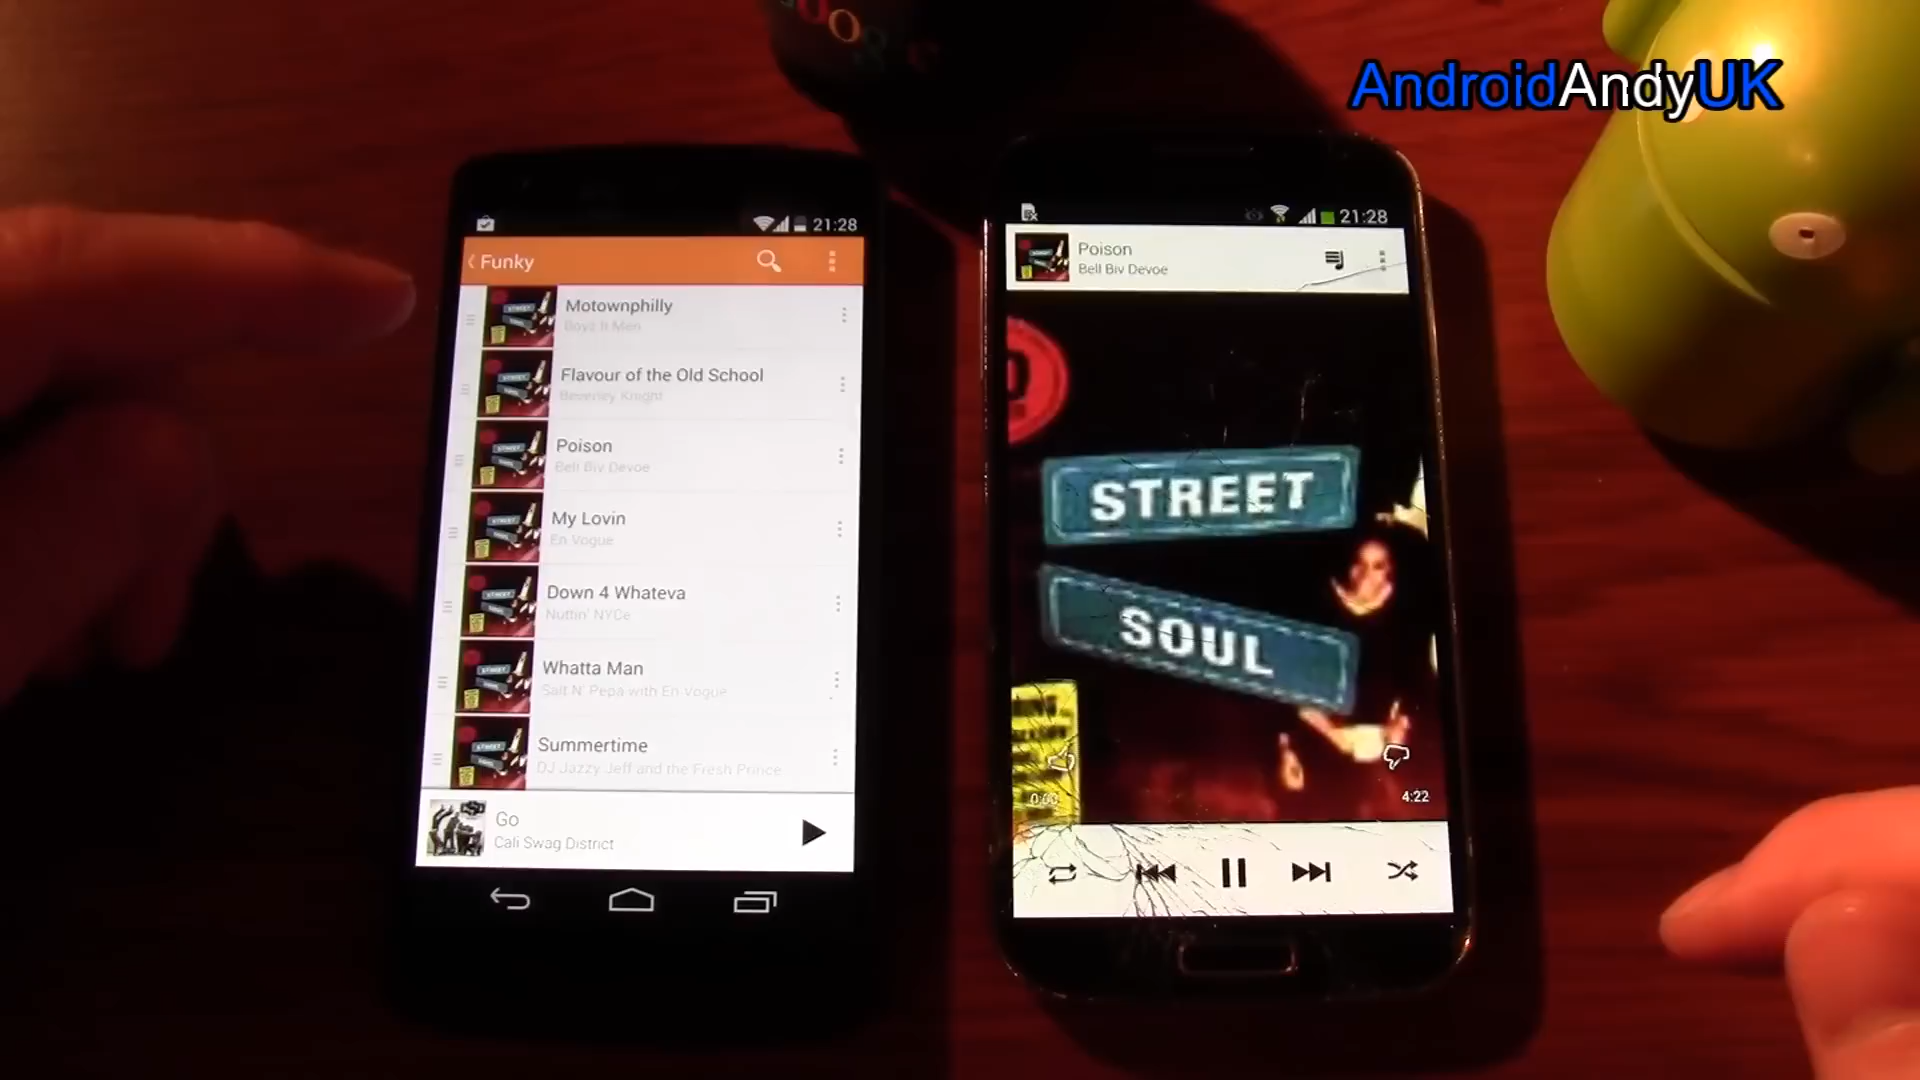 Google
AndroidAndyUK
21:28
Funky
Motownphilly
Boyz II Men
Flavour of the Old School
Beverley Knight
Poison
Bell Biv Devoe
My Lovin
En Vogue
Down 4 Whateva
Nuttin' NYCe
Whatta Man
Salt N' Pepa with En Vogue
Summertime
DJ Jazzy Jeff and the Fresh Prince
Go
Cali Swag District
21:28
Poison
Bell Biv Devoe
STREET
SOUL
4:22